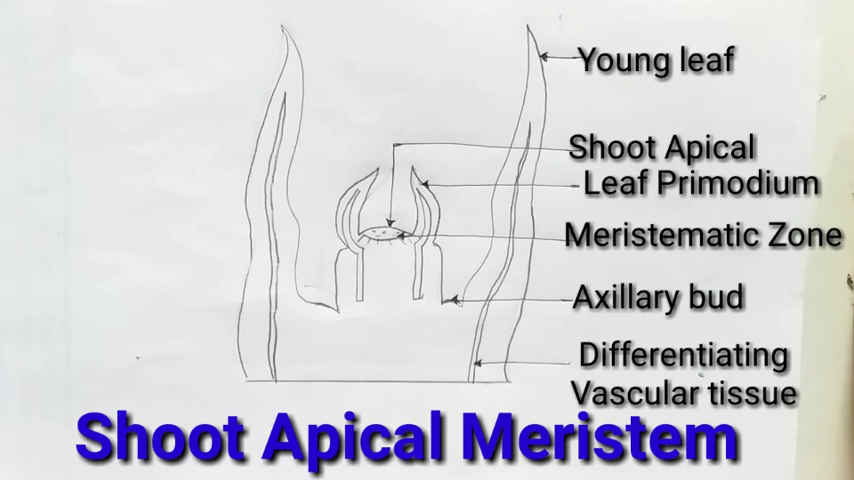 Young leaf
Shoot Apical
Leaf Primodium
Meristematic Zone
Axillary bud
Differentiating
Vascular tissue
Shoot Apical Meristem